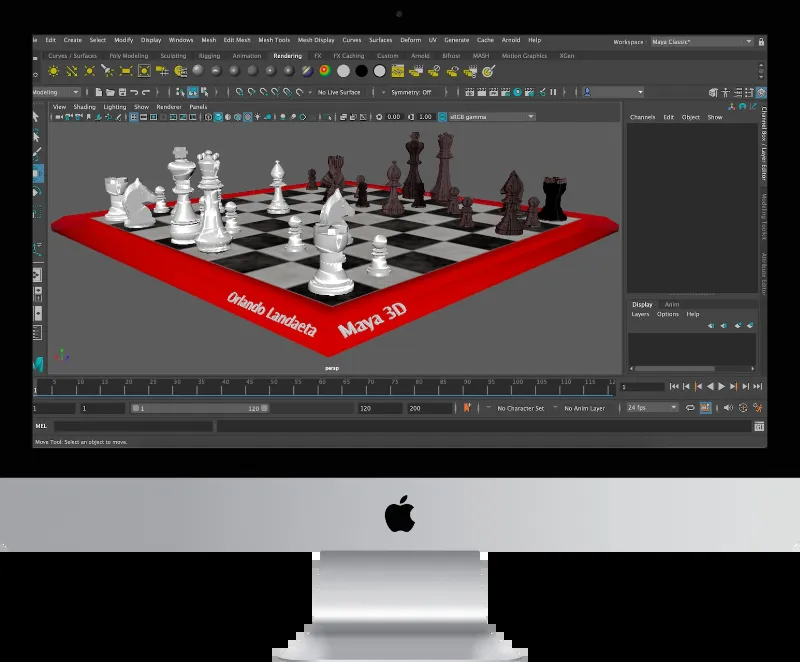 Edit Create Select Modify Display Windows Mesh Edit Mesh Mesh Tools Mesh Display Curves Surfaces Deform UV Generate Cache Arnold Help Workspace : Maya Classic*
Curves / Surfaces Poly Modeling Sculpting Rigging Animation Rendering FX FX Caching Custom Arnold Bifrost MASH Motion Graphics XGen
Modeling No Live Surface Symmetry: Off
View Shading Lighting Show Renderer Panels
0.00 1.00 sRGB gamma
Channels Edit Object Show
Channel Box / Layer Editor
Modeling Toolkit
Attribute Editor
Orlando Landaeta
Maya 3D
persp
Display Anim
Layers Options Help
5 10 15 20 25 30 35 40 45 50 55 60 65 70 75 80 85 90 95 100 105 110 115 12
1 1
1 1 1 120 120 200 No Character Set No Anim Layer 24 fps
MEL
Move Tool: Select an object to move.